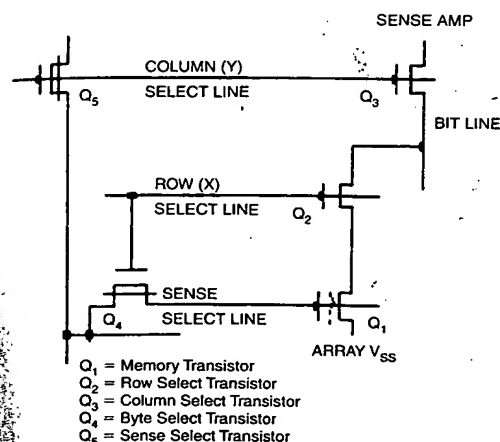 SENSE AMP
COLUMN (Y)
SELECT LINE
Q5
Q3
BIT LINE
ROW (X)
SELECT LINE
Q2
SENSE
SELECT LINE
Q4
Q1
ARRAY VSS
Q1 = Memory Transistor
Q2 = Row Select Transistor
Q3 = Column Select Transistor
Q4 = Byte Select Transistor
Q5 = Sense Select Transistor